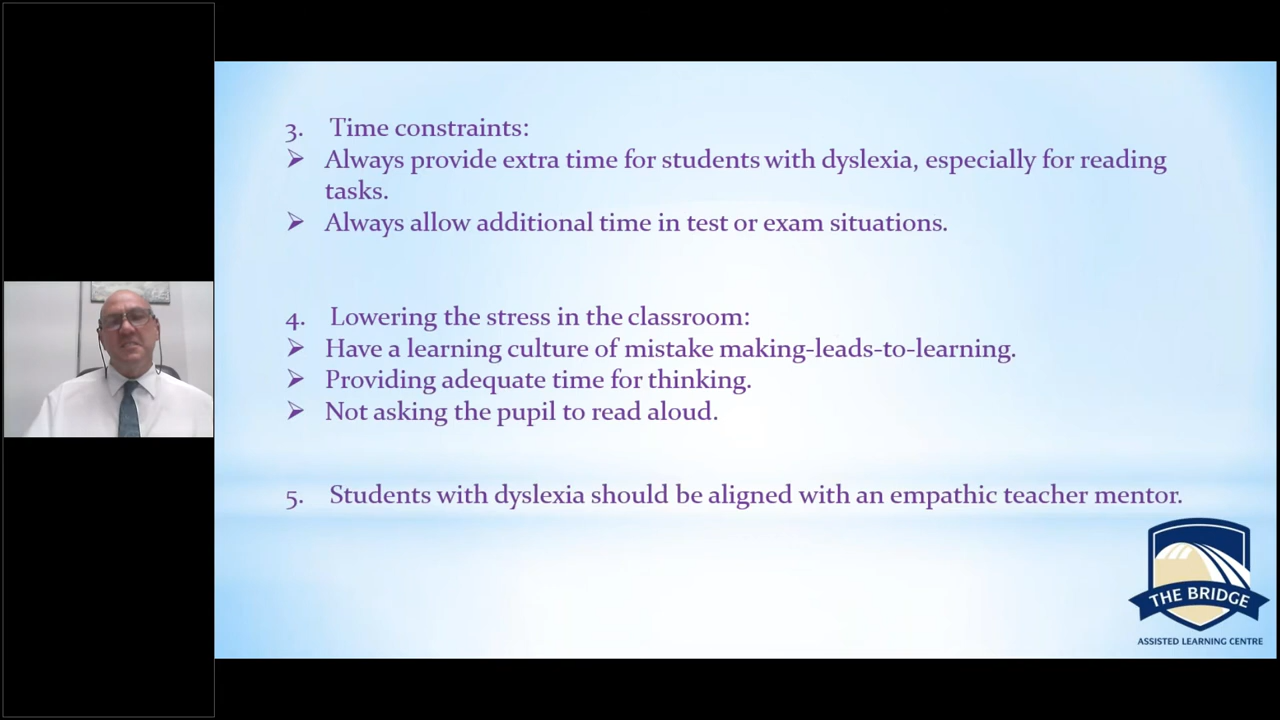 3. Time constraints:
➢ Always provide extra time for students with dyslexia, especially for reading
tasks.
➢ Always allow additional time in test or exam situations.
4. Lowering the stress in the classroom:
➢ Have a learning culture of mistake making-leads-to-learning.
➢ Providing adequate time for thinking.
➢ Not asking the pupil to read aloud.
5. Students with dyslexia should be aligned with an empathic teacher mentor.
THE BRIDGE
ASSISTED LEARNING CENTRE